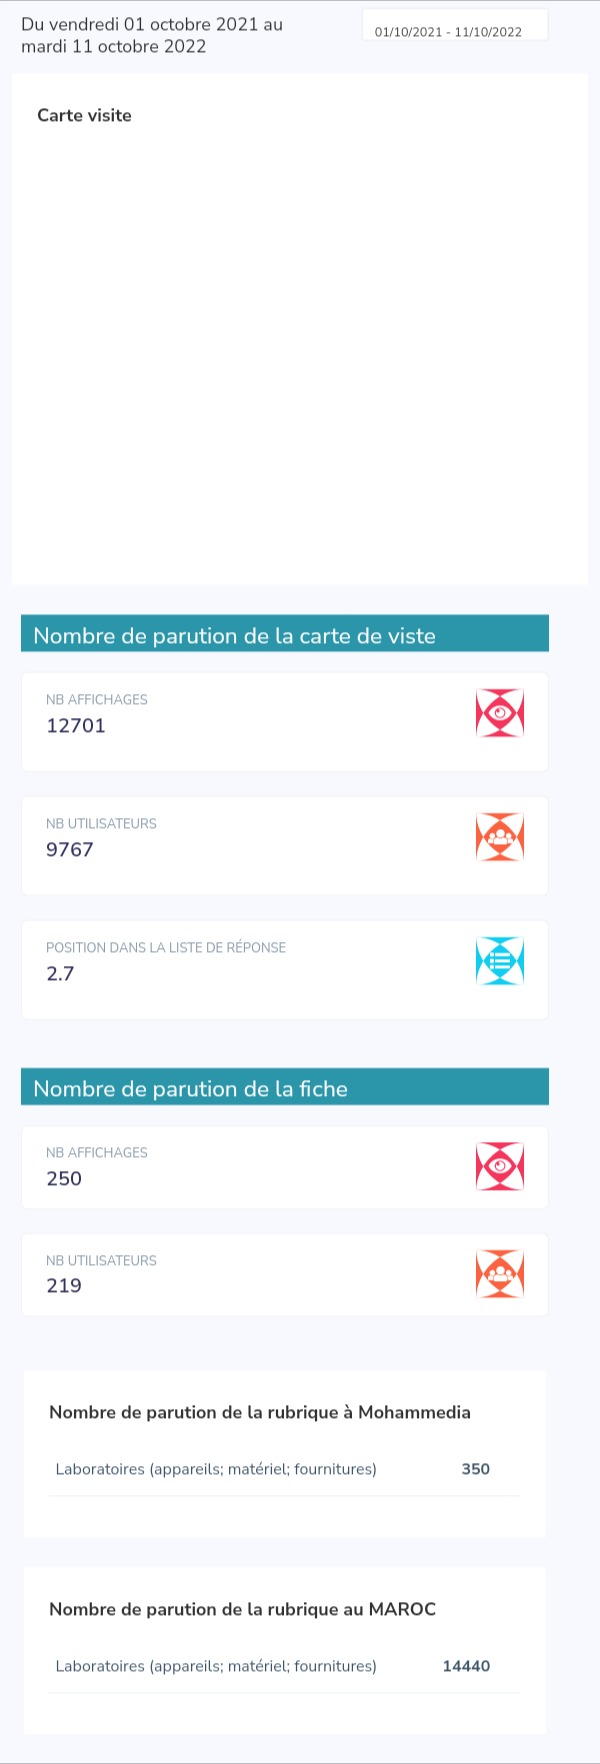 Du vendredi 01 octobre 2021 au
mardi 11 octobre 2022
01/10/2021 - 11/10/2022
Carte visite
Nombre de parution de la carte de viste
NB AFFICHAGES
12701
NB UTILISATEURS
9767
POSITION DANS LA LISTE DE RÉPONSE
2.7
Nombre de parution de la fiche
NB AFFICHAGES
250
NB UTILISATEURS
219
Nombre de parution de la rubrique à Mohammedia
Laboratoires (appareils; matériel; fournitures) 350
Nombre de parution de la rubrique au MAROC
Laboratoires (appareils; matériel; fournitures) 14440